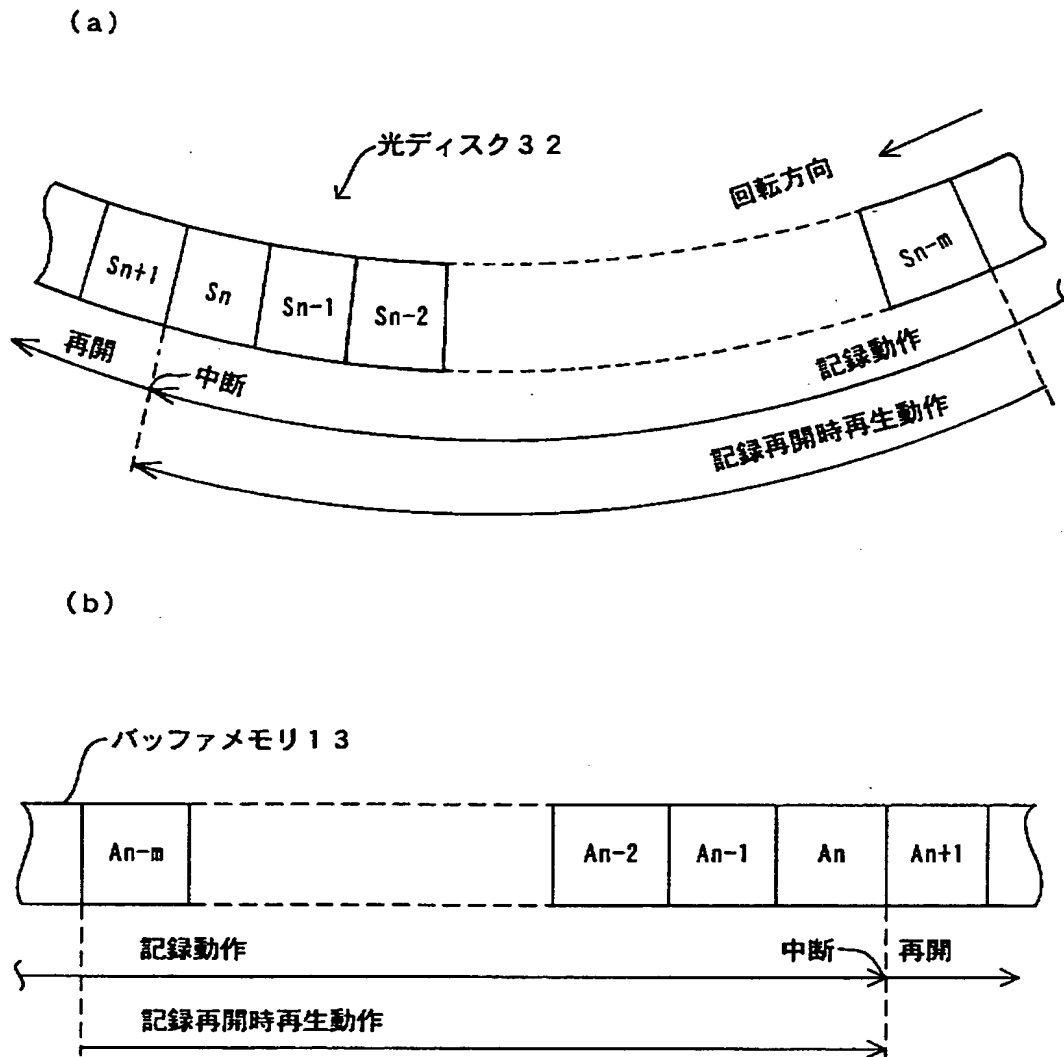 (a)
光ディスク32
回転方向
Sn+1 Sn Sn-1 Sn-2 Sn-m
再開 中断 記録動作
記録再開時再生動作
(b)
バッファメモリ13
An-m An-2 An-1 An An+1
記録動作 中断 再開
記録再開時再生動作